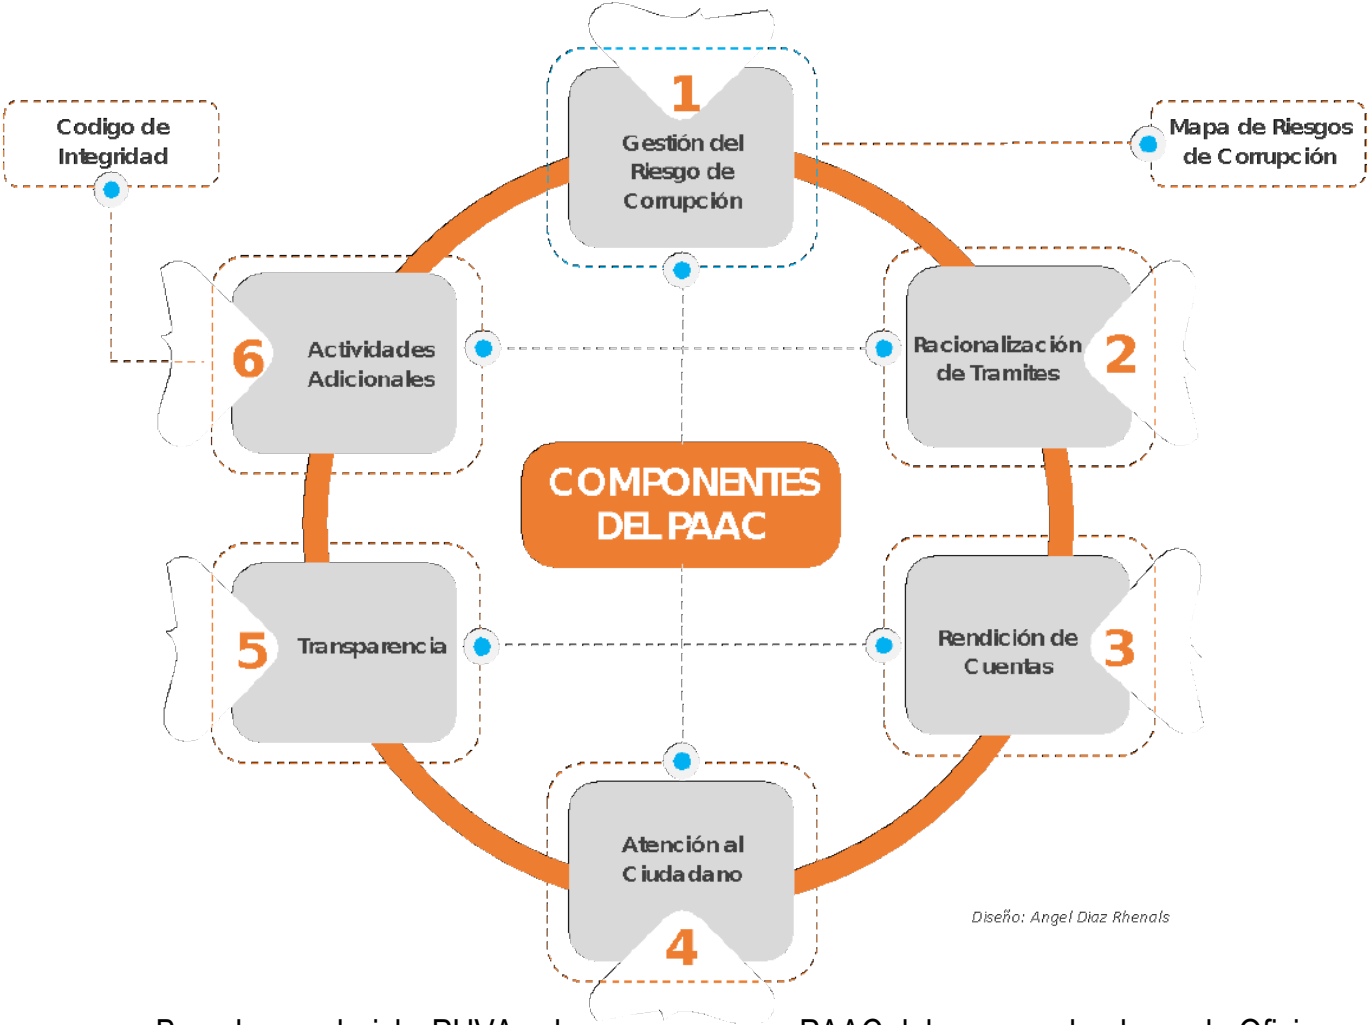 1
Gestión del
Riesgo de
Corrupción
Codigo de
Integridad
Mapa de Riesgos
de Corrupción
6
Actividades
Adicionales
Racionalización
de Tramites
2
COMPONENTES
DEL PAAC
5
Transparencia
Rendición de
Cuentas
3
Atención al
Ciudadano
4
Diseño: Angel Diaz Rhenals
PAAC